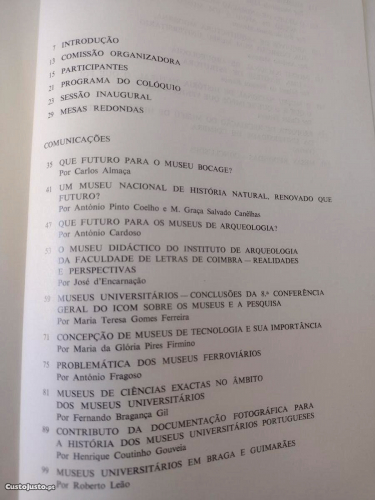 7 INTRODUÇÃO
13 COMISSÃO ORGANIZADORA
15 PARTICIPANTES
21 PROGRAMA DO COLÓQUIO
25 SESSÃO INAUGURAL
29 MESAS REDONDAS
COMUNICAÇÕES
35 QUE FUTURO PARA O MUSEU BOCAGE?
Por Carlos Almaça
41 UM MUSEU NACIONAL DE HISTÓRIA NATURAL, RENOVADO QUE
FUTURO?
Por António Pinto Coelho e M. Graça Salvado Canelhas
47 QUE FUTURO PARA OS MUSEUS DE ARQUEOLOGIA?
Por António Cardoso
57 O MUSEU DIDÁCTICO DO INSTITUTO DE ARQUEOLOGIA
DA FACULDADE DE LETRAS DE COIMBRA — REALIDADES
E PERSPECTIVAS
Por José d'Encarnação
59 MUSEUS UNIVERSITÁRIOS — CONCLUSÕES DA 8.ª CONFERÊNCIA
GERAL DO ICOM SOBRE OS MUSEUS E A PESQUISA
Por Maria Teresa Gomes Ferreira
71 CONCEPÇÃO DE MUSEUS DE TECNOLOGIA E SUA IMPORTÂNCIA
Por Maria da Glória Pires Firmino
75 PROBLEMÁTICA DOS MUSEUS FERROVIÁRIOS
Por António Fragoso
81 MUSEUS DE CIÊNCIAS EXACTAS NO ÂMBITO
DOS MUSEUS UNIVERSITÁRIOS
Por Fernando Bragança Gil
89 CONTRIBUTO DA DOCUMENTAÇÃO FOTOGRÁFICA PARA
A HISTÓRIA DOS MUSEUS UNIVERSITÁRIOS PORTUGUESES
Por Henrique Coutinho Gouveia
99 MUSEUS UNIVERSITÁRIOS EM BRAGA E GUIMARÃES
Por Roberto Leão
CustoJusto.pt